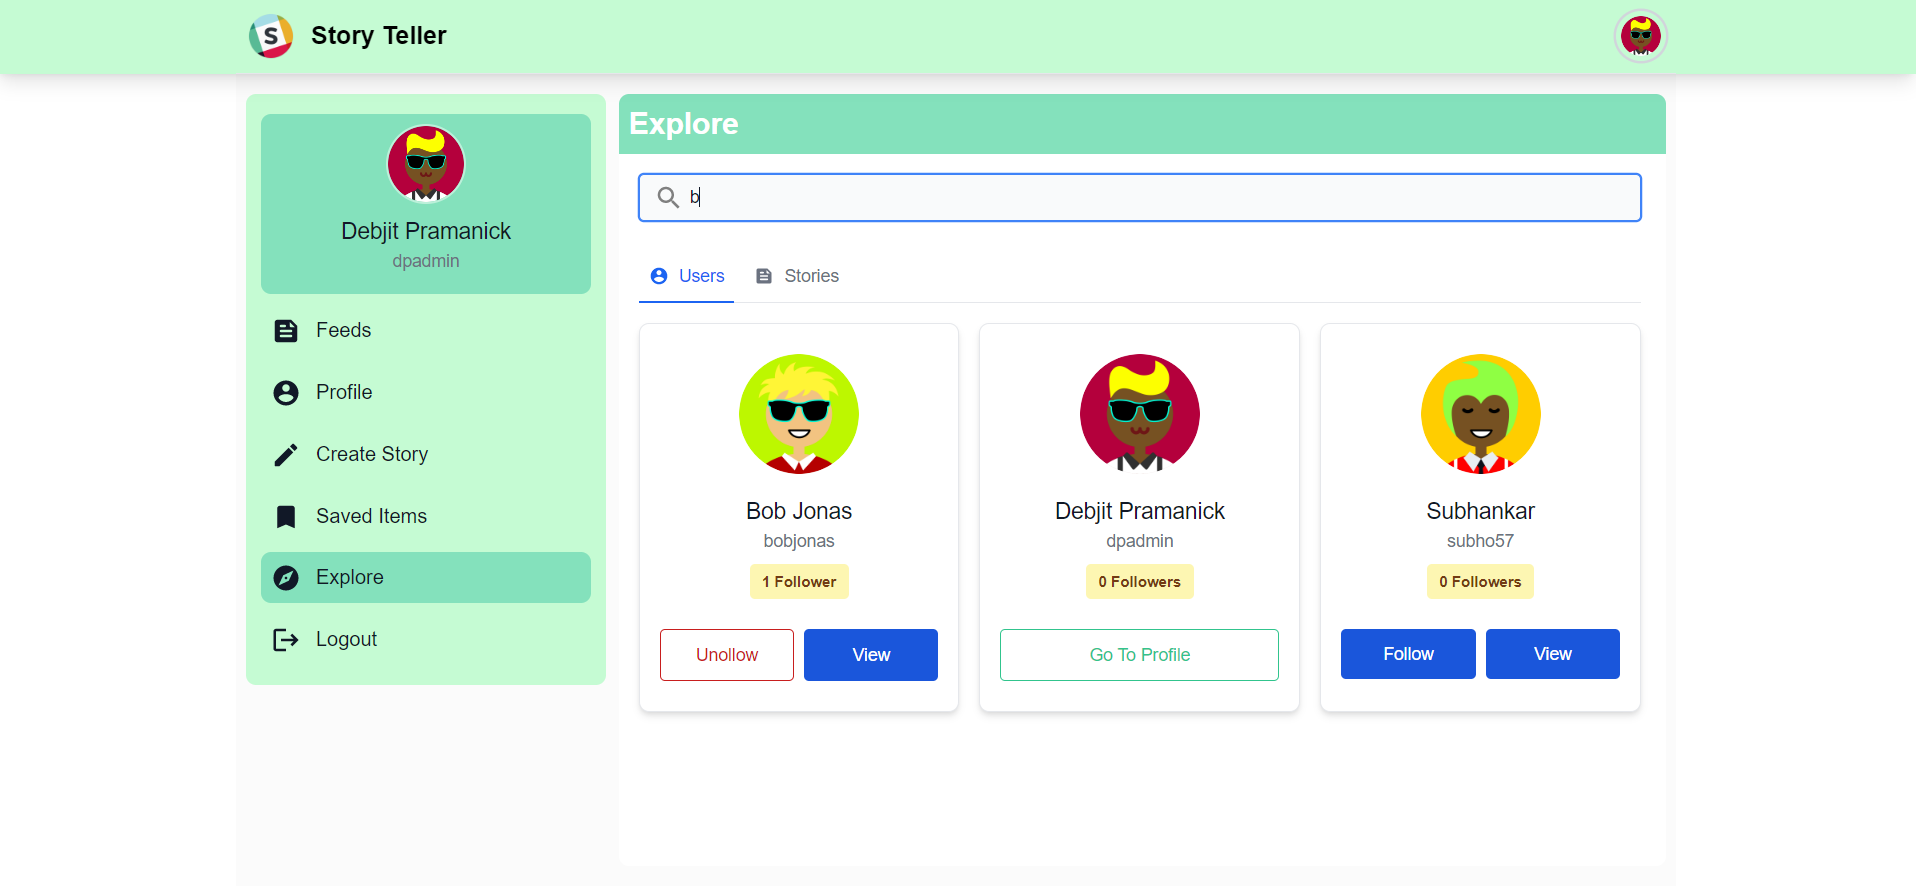 S
Story Teller
Debjit Pramanick
dpadmin
Feeds
Profile
Create Story
Saved Items
Explore
Logout
Explore
b
Users
Stories
Bob Jonas
bobjonas
1 Follower
Unollow
View
Debjit Pramanick
dpadmin
0 Followers
Go To Profile
Subhankar
subho57
0 Followers
Follow
View